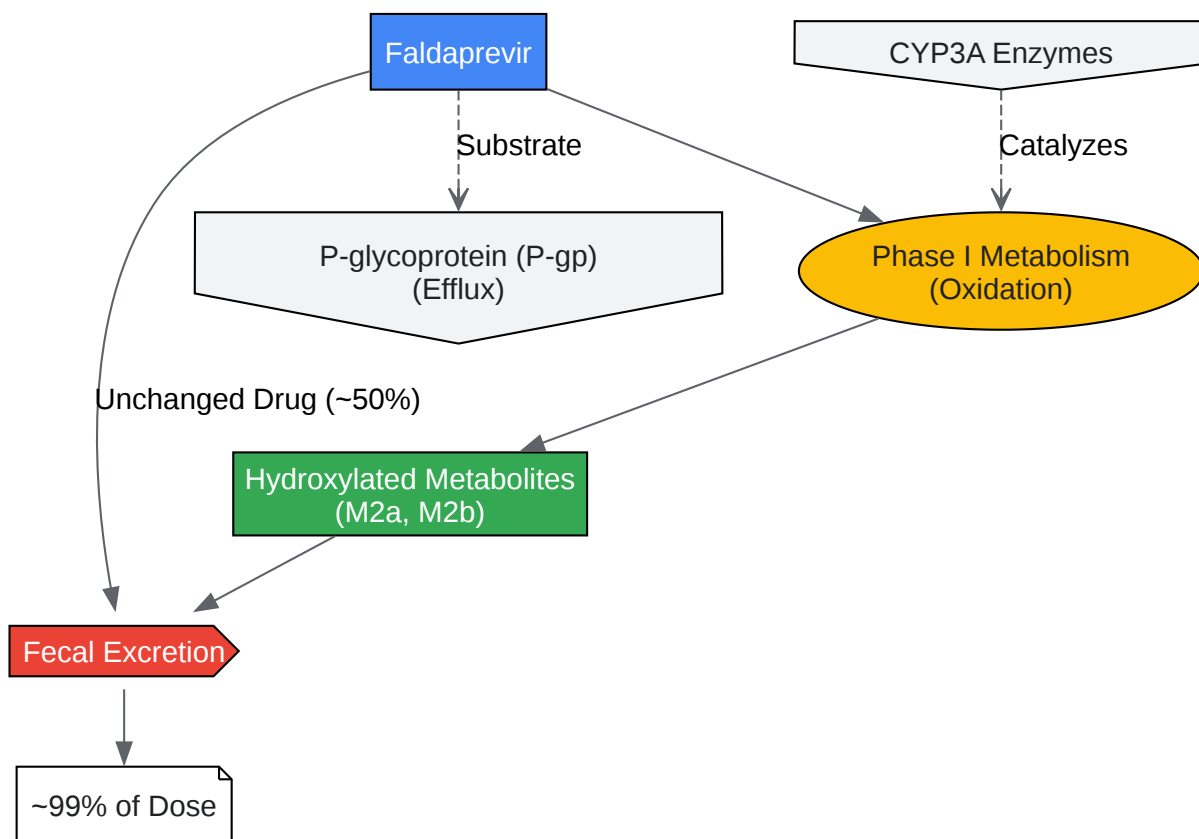 Faldaprevir
CYP3A Enzymes
Substrate
Catalyzes
P-glycoprotein (P-gp)
(Efflux)
Phase I Metabolism
(Oxidation)
Unchanged Drug (~50%)
Hydroxylated Metabolites
(M2a, M2b)
Fecal Excretion
~99% of Dose